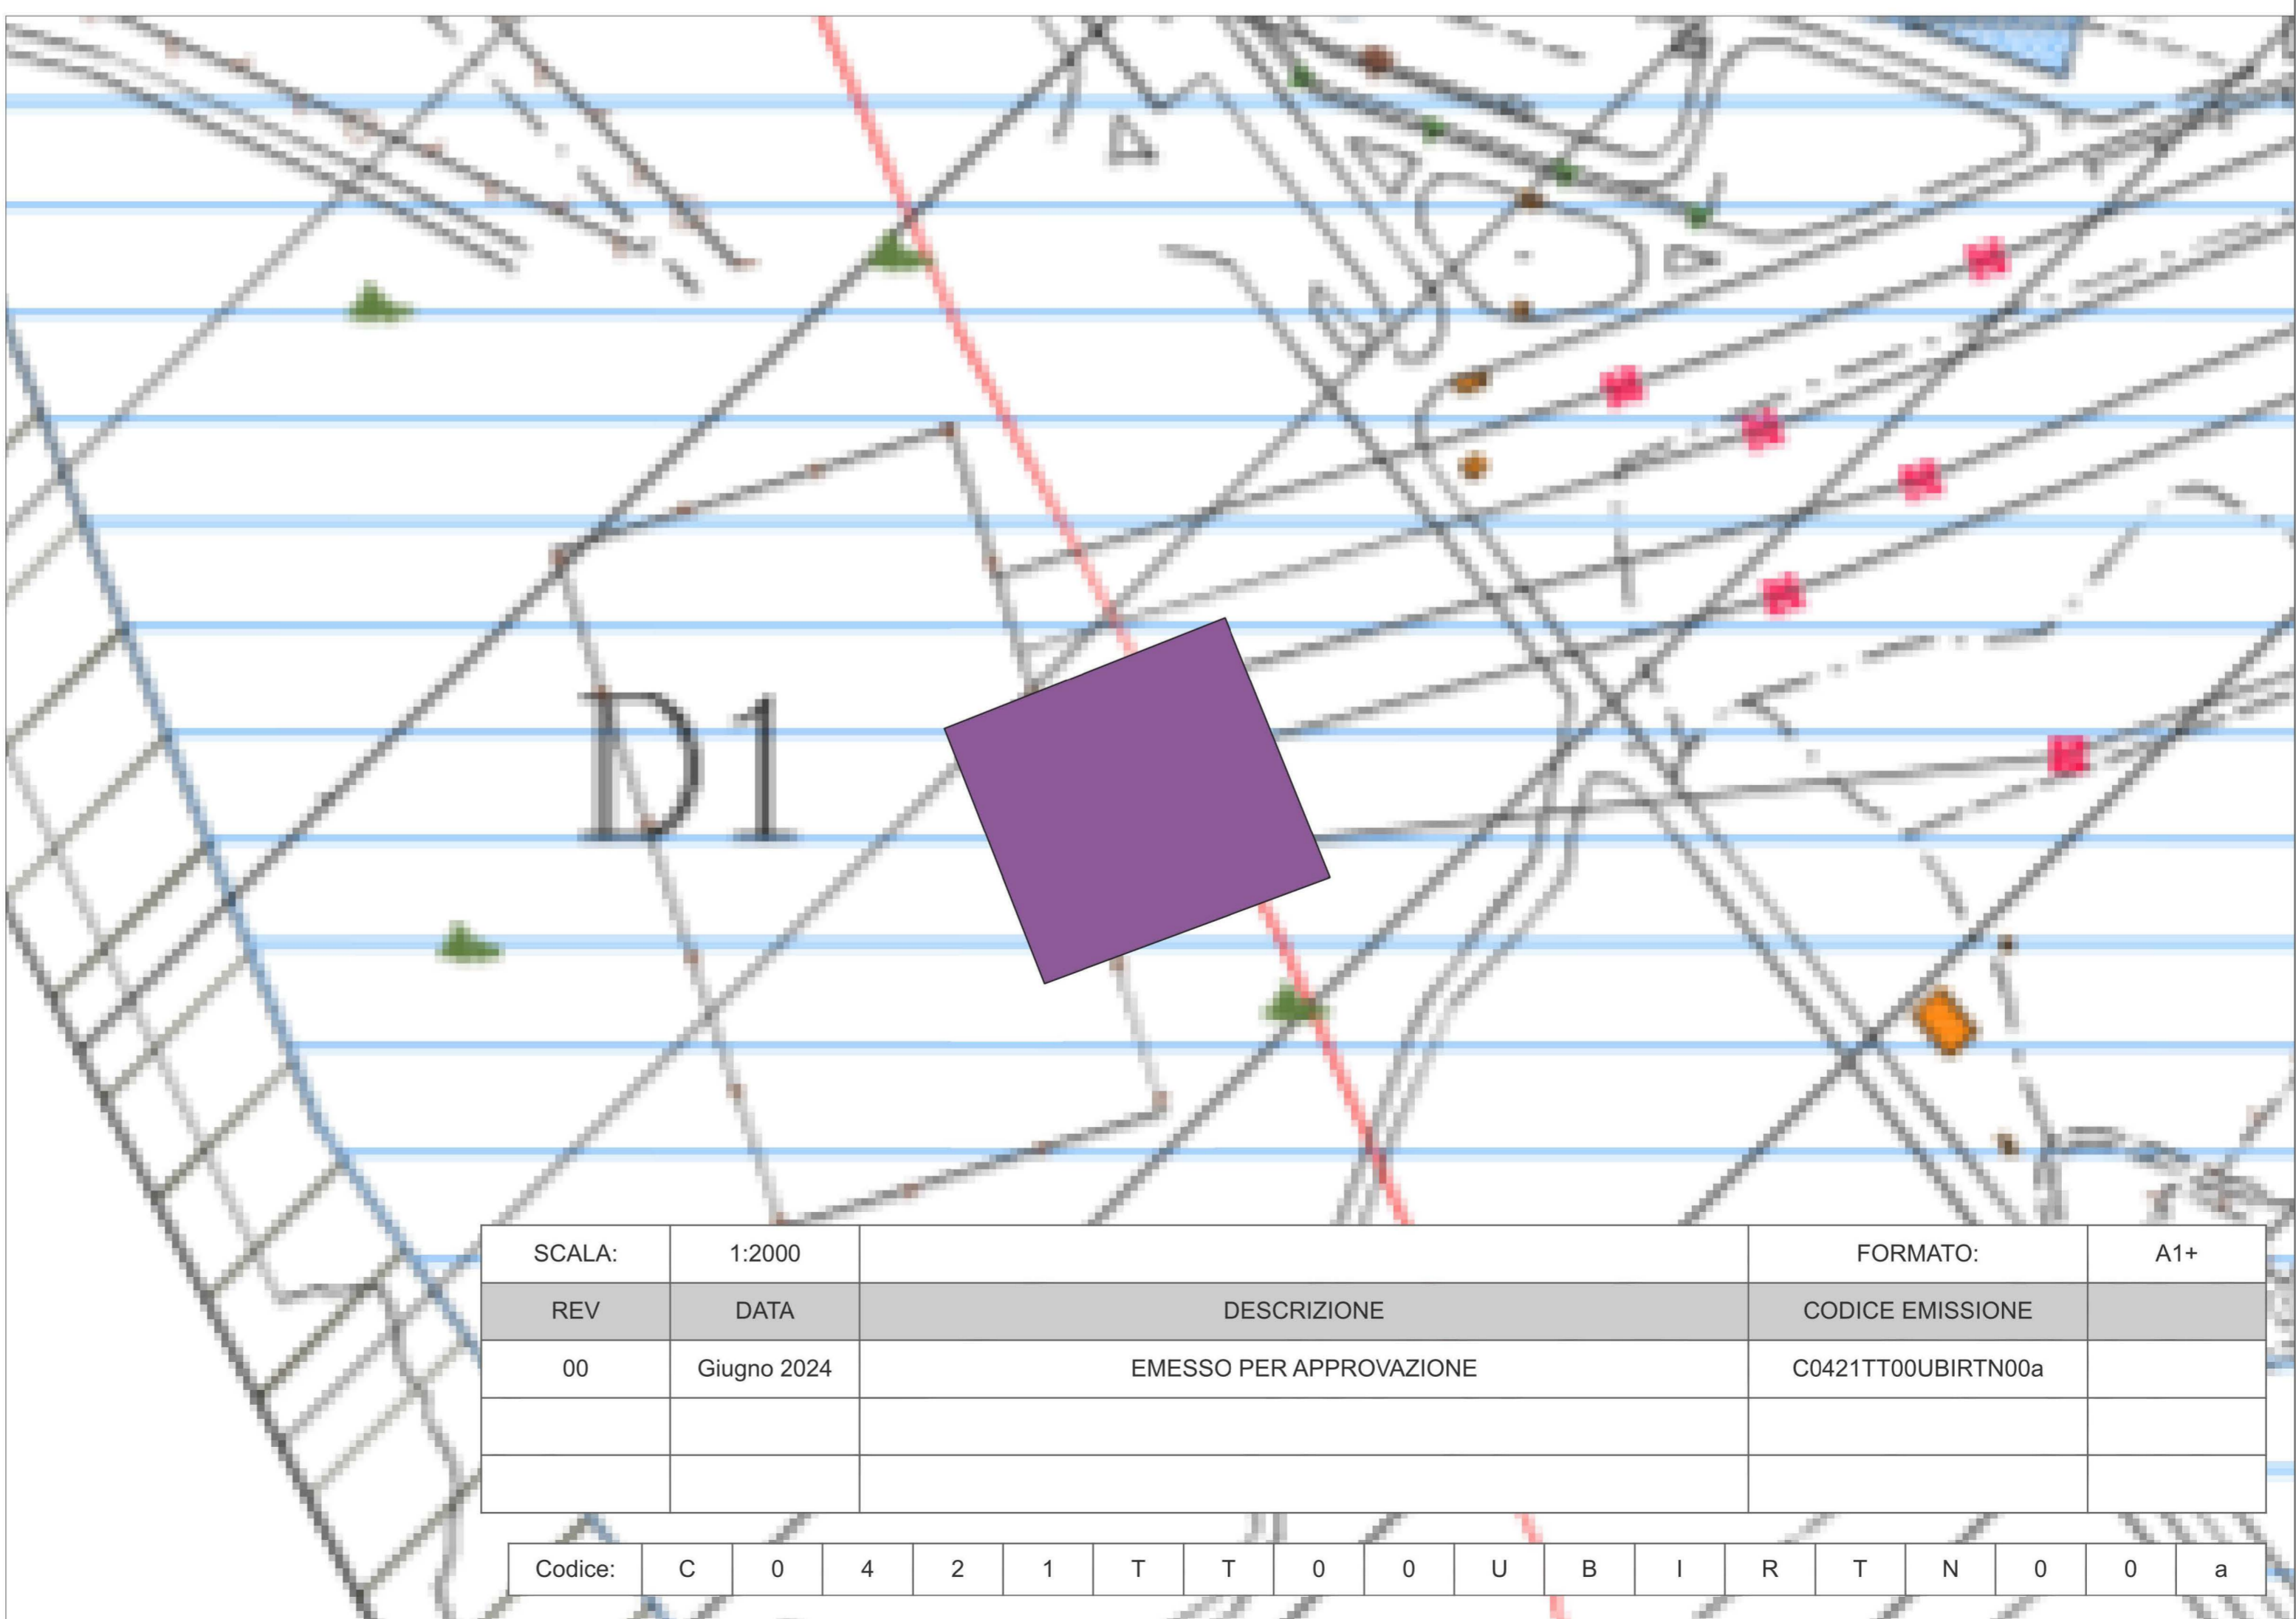 D1
SCALA: 1:2000 FORMATO: A1+
REV DATA DESCRIZIONE CODICE EMISSIONE
00 Giugno 2024 EMESSO PER APPROVAZIONE C0421TT00UBIRTN00a
Codice: C 0 4 2 1 T T 0 0 U B I R T N 0 0 a